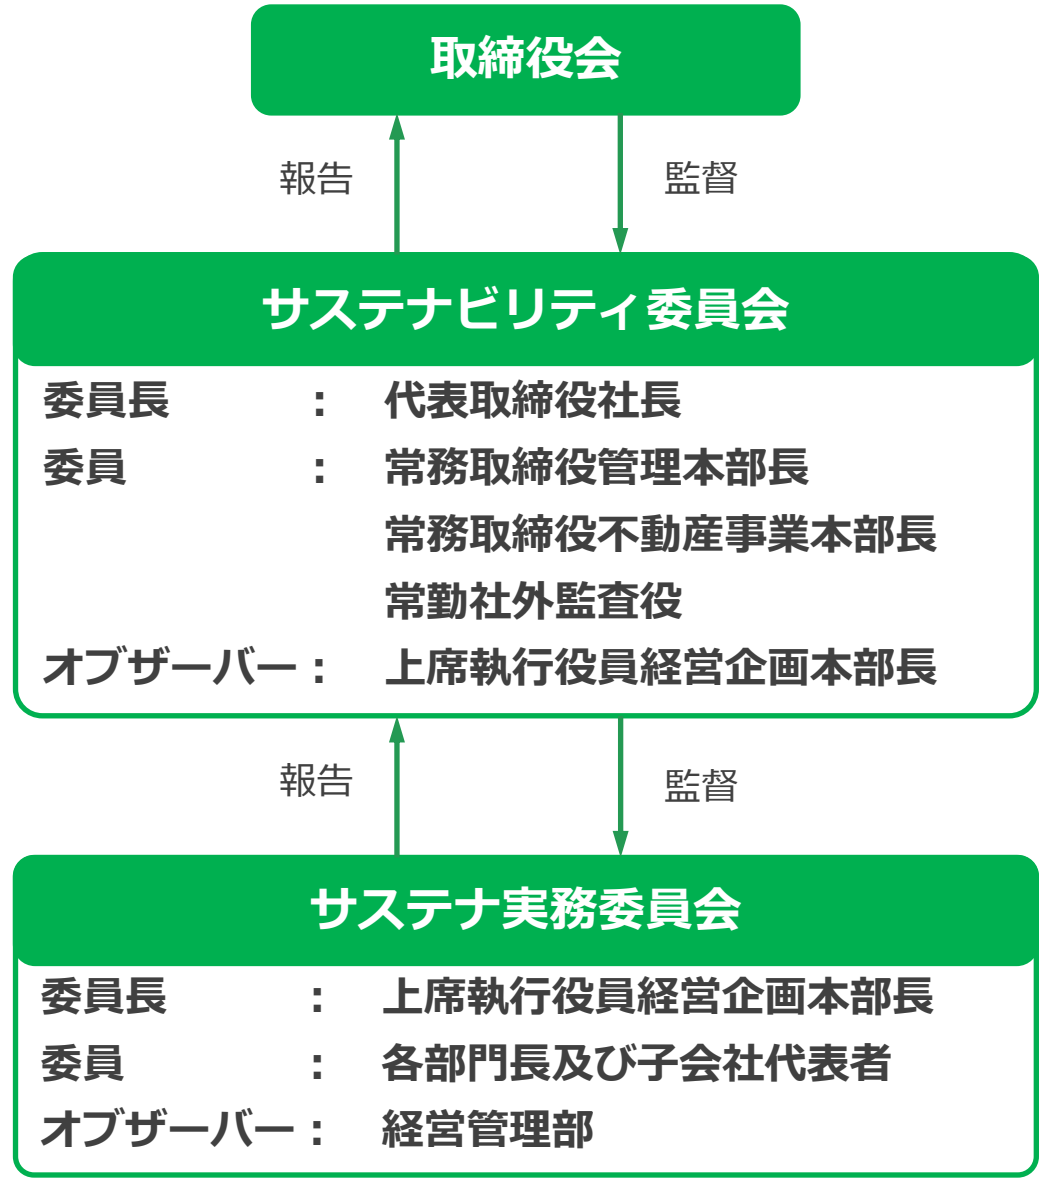 取締役会
報告 監督
サステナビリティ委員会
委員長 : 代表取締役社長
委員 : 常務取締役管理本部長
常務取締役不動産事業本部長
常勤社外監査役
オブザーバー : 上席執行役員経営企画本部長
報告 監督
サステナ実務委員会
委員長 : 上席執行役員経営企画本部長
委員 : 各部門長及び子会社代表者
オブザーバー : 経営管理部